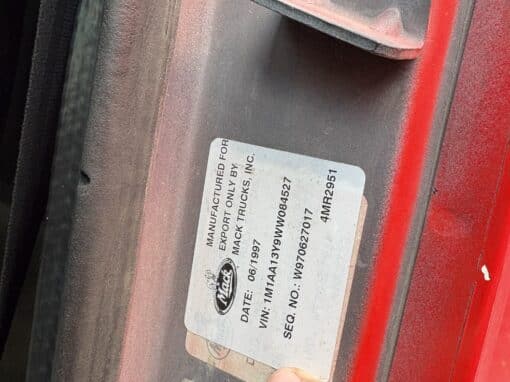 MANUFACTURED FOR
EXPORT ONLY BY
MACK TRUCKS, INC.
Mack
DATE: 06/1997
VIN: 1M1AA13Y9WW084527
SEQ. NO.: W970627017
4MR2951